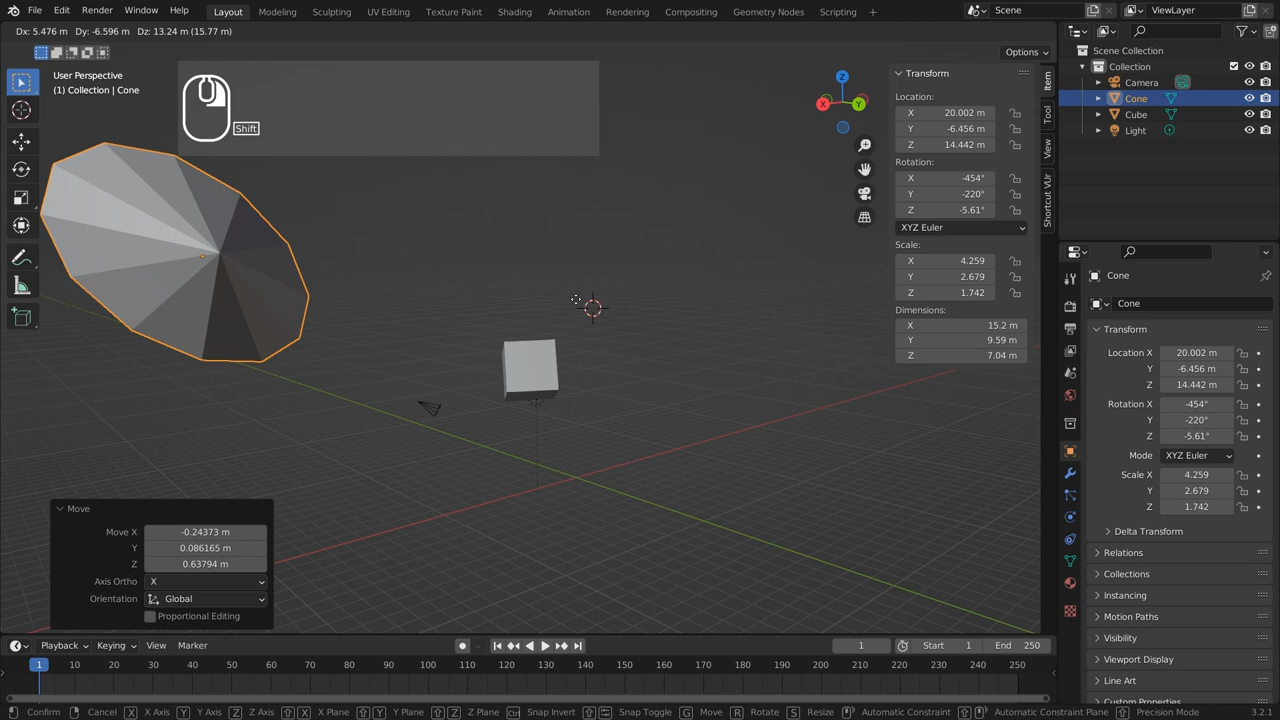 File Edit Render Window Help Layout Modeling Sculpting UV Editing Texture Paint Shading Animation Rendering Compositing Geometry Nodes Scripting + Scene ViewLayer
Dx: 5.476 m Dy: -6.596 m Dz: 13.24 m (15.77 m)
Options
User Perspective
(1) Collection | Cone
Shift
Z
X
Y
Transform
Location:
X 20.002 m
Y -6.456 m
Z 14.442 m
Rotation:
X -454°
Y -220°
Z -5.61°
XYZ Euler
Scale:
X 4.259
Y 2.679
Z 1.742
Dimensions:
X 15.2 m
Y 9.59 m
Z 7.04 m
Item
Tool
View
Shortcut VUr
Scene Collection
Collection
Camera
Cone
Cube
Light
Cone
Cone
Transform
Location X 20.002 m
Y -6.456 m
Z 14.442 m
Rotation X -454°
Y -220°
Z -5.61°
Mode XYZ Euler
Scale X 4.259
Y 2.679
Z 1.742
Delta Transform
Relations
Collections
Instancing
Motion Paths
Visibility
Viewport Display
Line Art
Custom Properties
Move
Move X -0.24373 m
Y 0.086165 m
Z 0.63794 m
Axis Ortho X
Orientation Global
Proportional Editing
Playback Keying View Marker 1 Start 1 End 250
1 10 20 30 40 50 60 70 80 90 100 110 120 130 140 150 160 170 180 190 200 210 220 230 240 250
Confirm Cancel X X Axis Y Y Axis Z Z Axis X X Plane Y Y Plane Z Z Plane Ctrl Snap Invert Snap Toggle G Move R Rotate S Resize Automatic Constraint Automatic Constraint Plane Precision Mode 3.2.1